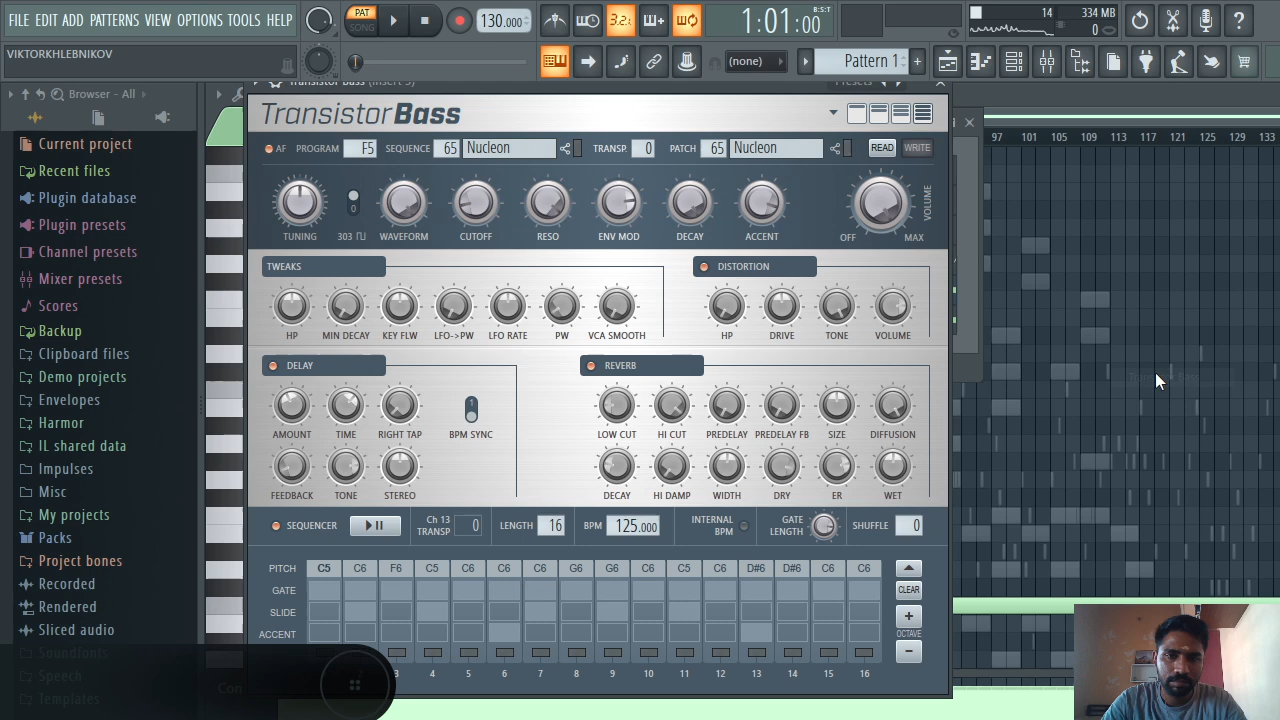 FILE EDIT ADD PATTERNS VIEW OPTIONS TOOLS HELP
PAT
SONG
130.000
3.2.
1:01:00
B:S:T
14
334 MB
0
VIKTORKHLEBNIKOV
(none)
Pattern 1
Browser - All
Presets
Current project
Recent files
Plugin database
Plugin presets
Channel presets
Mixer presets
Scores
Backup
Clipboard files
Demo projects
Envelopes
Harmor
IL shared data
Impulses
Misc
My projects
Packs
Project bones
Recorded
Rendered
Sliced audio
Soundfonts
Speech
Templates
TransistorBass
AF PROGRAM F5 SEQUENCE 65 Nucleon TRANSP. 0 PATCH 65 Nucleon READ WRITE
0
TUNING 303 WAVEFORM CUTOFF RESO ENV MOD DECAY ACCENT OFF MAX VOLUME
TWEAKS DISTORTION
HP MIN DECAY KEY FLW LFO->PW LFO RATE PW VCA SMOOTH HP DRIVE TONE VOLUME
DELAY REVERB
1
AMOUNT TIME RIGHT TAP BPM SYNC LOW CUT HI CUT PREDELAY PREDELAY FB SIZE DIFFUSION
FEEDBACK TONE STEREO DECAY HI DAMP WIDTH DRY ER WET
SEQUENCER Ch 13 TRANSP 0 LENGTH 16 BPM 125.000 INTERNAL BPM GATE LENGTH SHUFFLE 0
PITCH C5 C6 F6 C5 C6 C6 C6 G6 G6 C6 C5 C6 D#6 D#6 C6 C6
GATE CLEAR
SLIDE
ACCENT OCTAVE
3 4 5 6 7 8 9 10 11 12 13 14 15 16
97 101 105 109 113 117 121 125 129 133